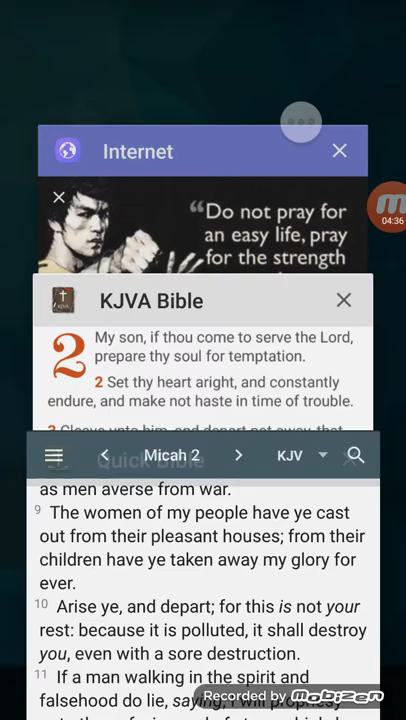 Internet
04:36
“Do not pray for
an easy life, pray
for the strength
KJVA Bible
2 My son, if thou come to serve the Lord,
prepare thy soul for temptation.
2 Set thy heart aright, and constantly
endure, and make not haste in time of trouble.
Micah 2
KJV
Quick Bible
as men averse from war.
9 The women of my people have ye cast
out from their pleasant houses; from their
children have ye taken away my glory for
ever.
10 Arise ye, and depart; for this is not your
rest: because it is polluted, it shall destroy
you, even with a sore destruction.
11 If a man walking in the spirit and
falsehood do lie, saying, I will prophesy
Recorded by Mobizen